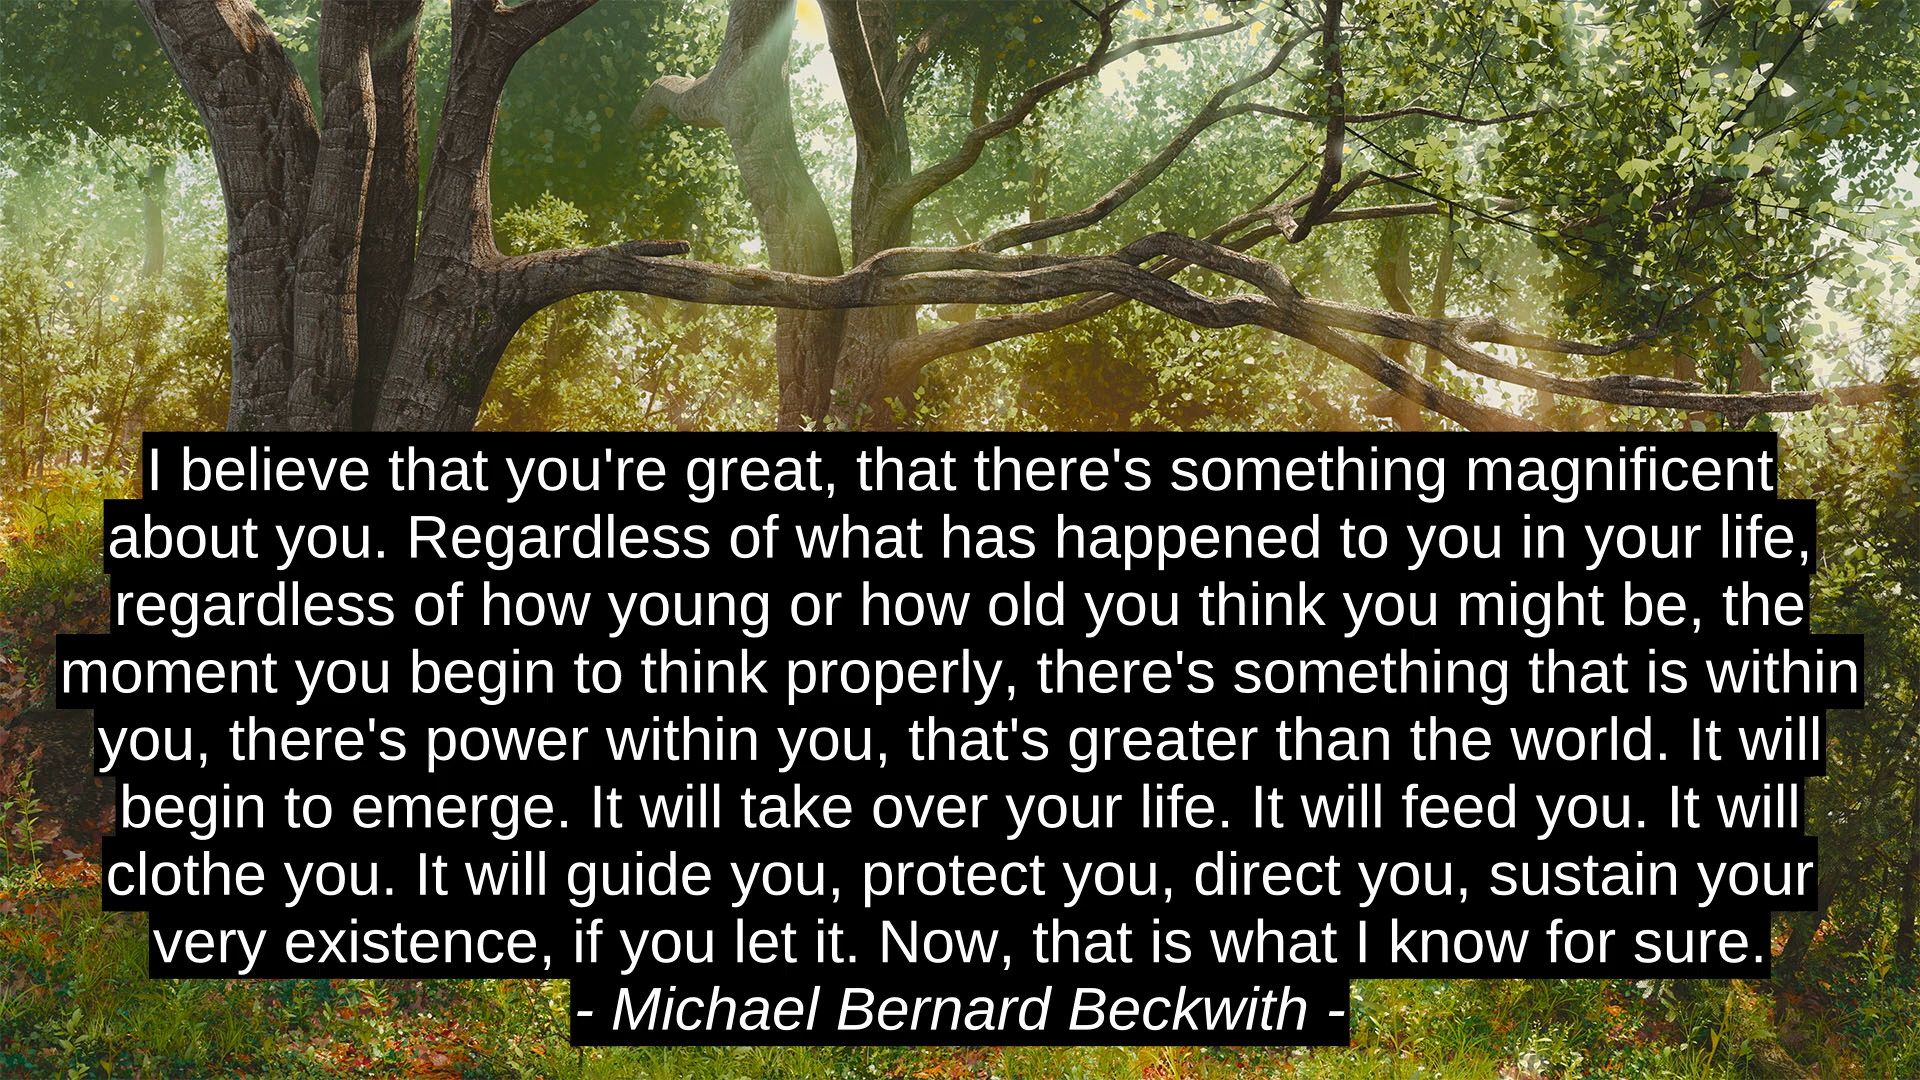 I believe that you're great, that there's something magnificent
about you. Regardless of what has happened to you in your life,
regardless of how young or how old you think you might be, the
moment you begin to think properly, there's something that is within
you, there's power within you, that's greater than the world. It will
begin to emerge. It will take over your life. It will feed you. It will
clothe you. It will guide you, protect you, direct you, sustain your
very existence, if you let it. Now, that is what I know for sure.
- Michael Bernard Beckwith -